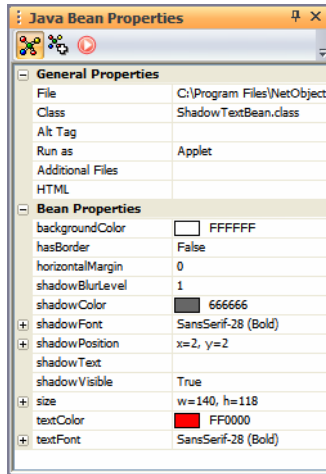 Java Bean Properties
General Properties
File C:\Program Files\NetObject
Class ShadowTextBean.class
Alt Tag
Run as Applet
Additional Files
HTML
Bean Properties
backgroundColor FFFFFF
hasBorder False
horizontalMargin 0
shadowBlurLevel 1
shadowColor 666666
shadowFont SansSerif-28 (Bold)
shadowPosition x=2, y=2
shadowText
shadowVisible True
size w=140, h=118
textColor FF0000
textFont SansSerif-28 (Bold)